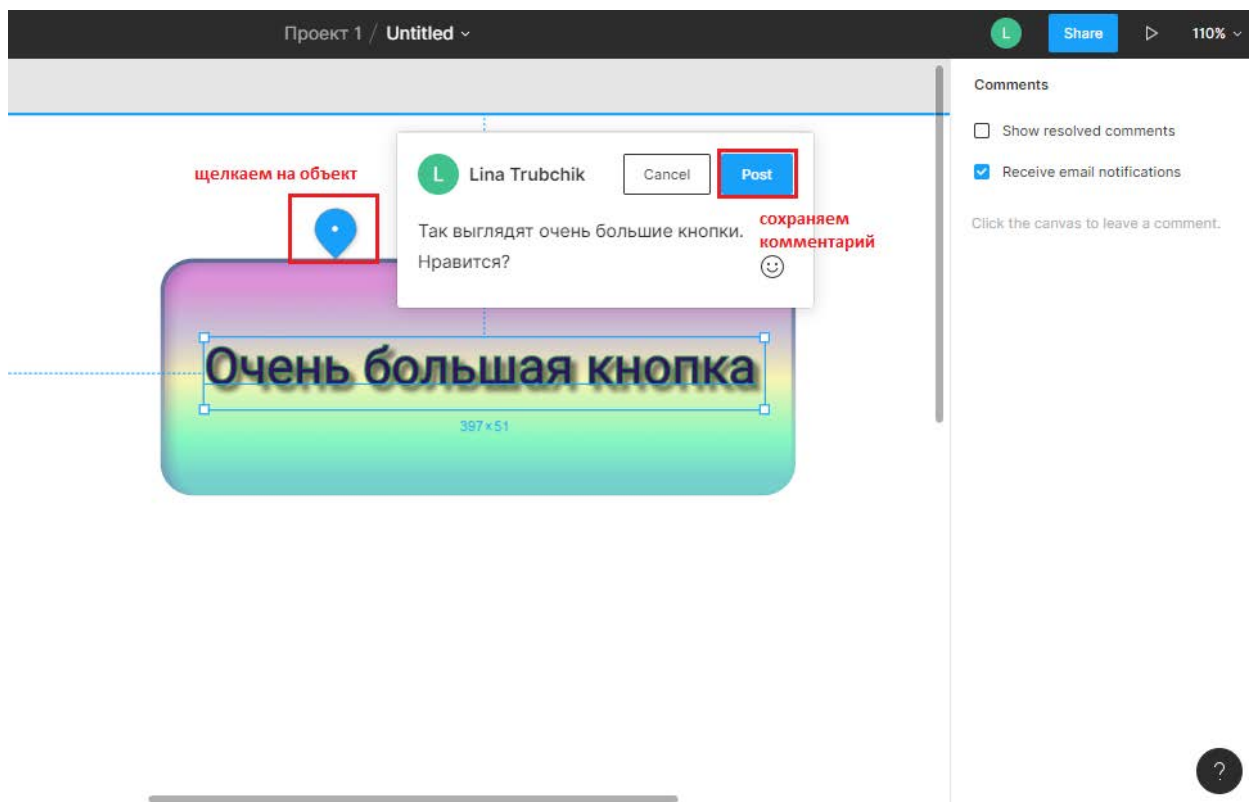 Проект 1 / Untitled
L
Share
110%
Comments
Show resolved comments
Receive email notifications
Click the canvas to leave a comment.
щелкаем на объект
L
Lina Trubchik
Cancel
Post
Так выглядят очень большие кнопки.
Нравится?
сохраняем
комментарий
Очень большая кнопка
397×51
?